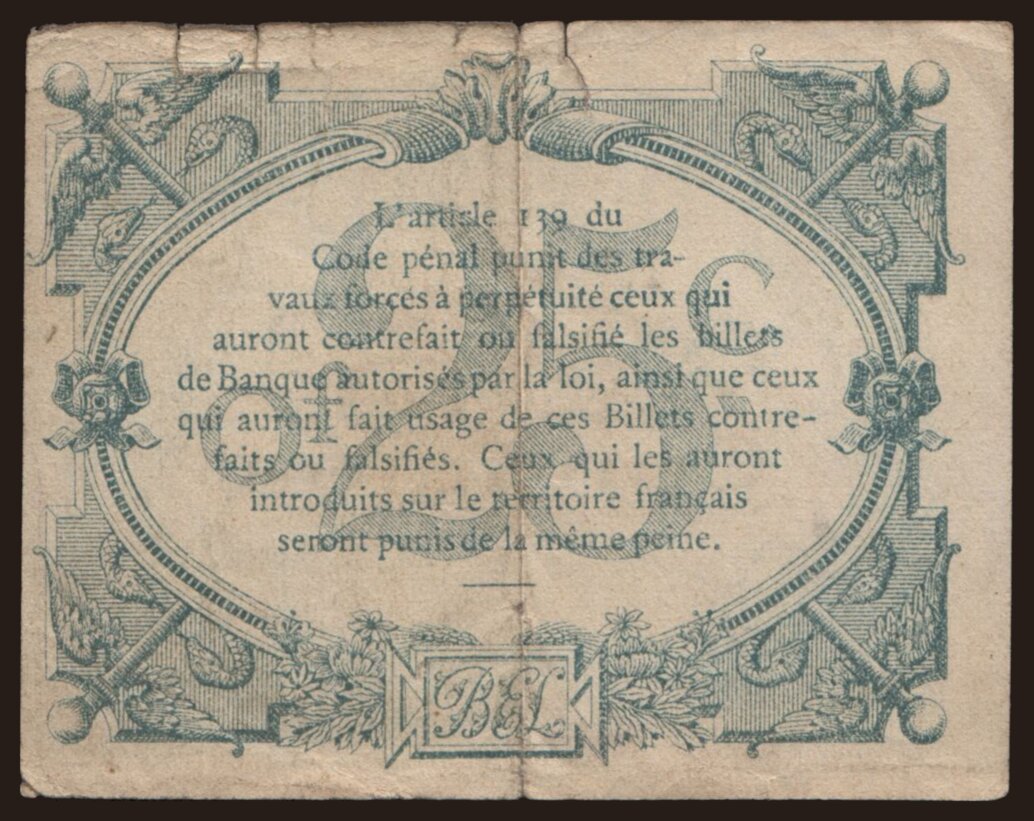 L'article 139 du
Code pénal punit des tra-
vaux forcés à perpétuité ceux qui
auront contrefait ou falsifié les billets
de Banque autorisés par la loi, ainsi que ceux
qui auront fait usage de ces Billets contre-
faits ou falsifiés. Ceux qui les auront
introduits sur le territoire français
seront punis de la même peine.
0f25c
BEL